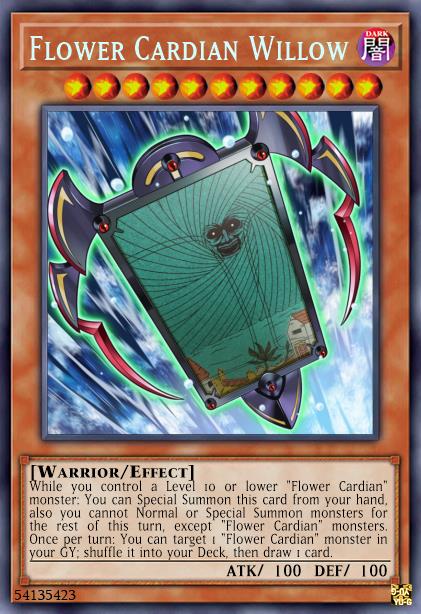 FLOWER CARDIAN WILLOW
DARK
闇
[WARRIOR/EFFECT]
While you control a Level 10 or lower "Flower Cardian"
monster: You can Special Summon this card from your hand,
also you cannot Normal or Special Summon monsters for
the rest of this turn, except "Flower Cardian" monsters.
Once per turn: You can target 1 "Flower Cardian" monster in
your GY; shuffle it into your Deck, then draw 1 card.
ATK/ 100 DEF/ 100
54135423